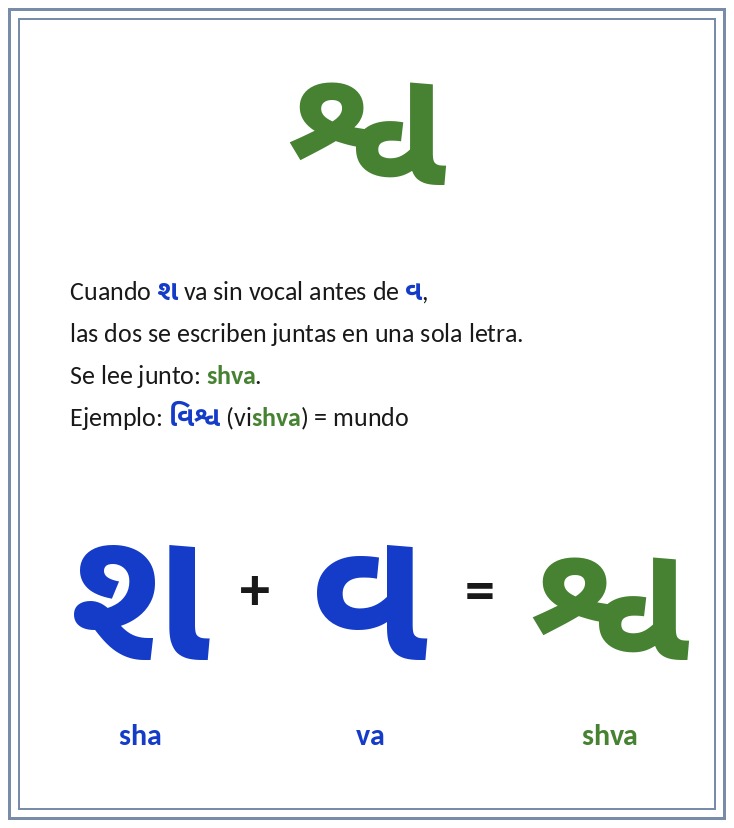 શ્વ
Cuando શ va sin vocal antes de વ,
las dos se escriben juntas en una sola letra.
Se lee junto: shva.
Ejemplo: વિશ્વ (vishva) = mundo
શ + વ = શ્વ
sha va shva